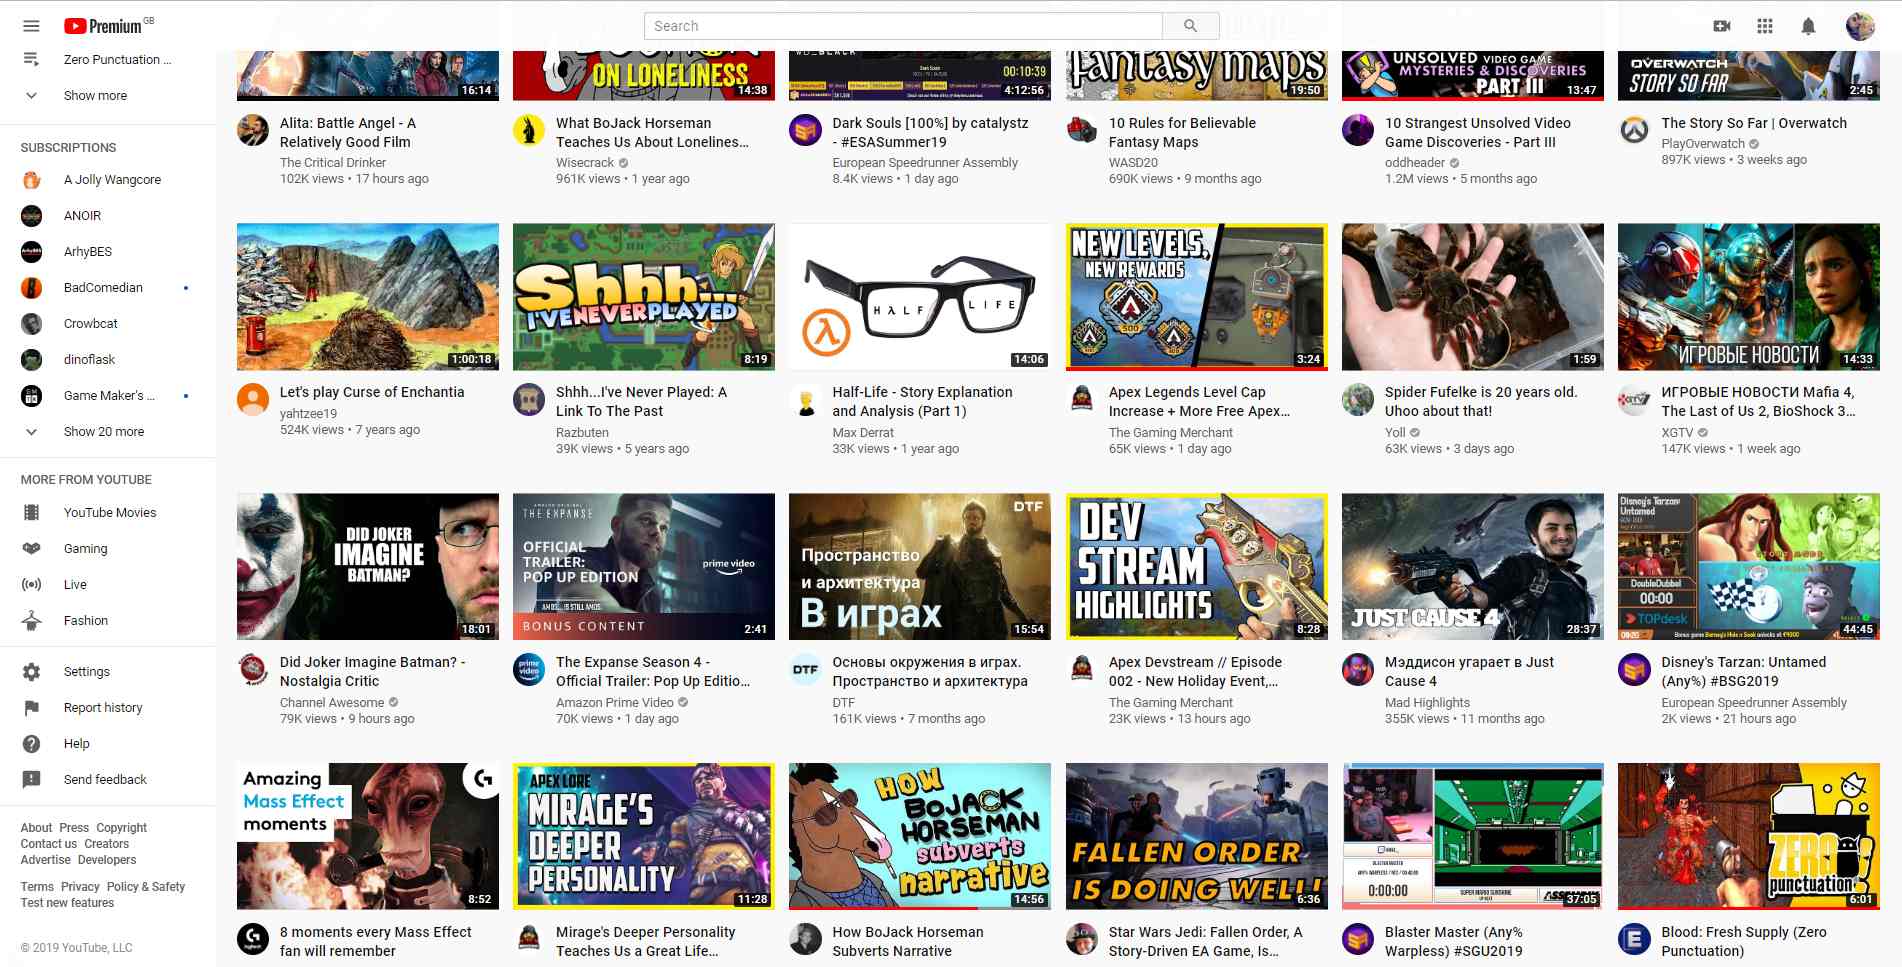 Premium GB
Search
Zero Punctuation ...
Show more
SUBSCRIPTIONS
A Jolly Wangcore
ANOIR
ArhyBES
BadComedian
Crowbcat
dinoflask
Game Maker's ...
Show 20 more
MORE FROM YOUTUBE
YouTube Movies
Gaming
Live
Fashion
Settings
Report history
Help
Send feedback
About Press Copyright
Contact us Creators
Advertise Developers
Terms Privacy Policy & Safety
Test new features
© 2019 YouTube, LLC
16:14
ON LONELINESS
14:38
00:10:39
4:12:56
fantasy maps
19:50
UNSOLVED VIDEO GAME
MYSTERIES & DISCOVERIES
PART III
13:47
OVERWATCH
STORY SO FAR
2:45
Alita: Battle Angel - A
Relatively Good Film
The Critical Drinker
102K views • 17 hours ago
What BoJack Horseman
Teaches Us About Lonelines...
Wisecrack
961K views • 1 year ago
Dark Souls [100%] by catalystz
- #ESASummer19
European Speedrunner Assembly
8.4K views • 1 day ago
10 Rules for Believable
Fantasy Maps
WASD20
690K views • 9 months ago
10 Strangest Unsolved Video
Game Discoveries - Part III
oddheader
1.2M views • 5 months ago
The Story So Far | Overwatch
PlayOverwatch
897K views • 3 weeks ago
1:00:18
Shhh...
I'VE NEVER PLAYED
8:19
HλLF LIFE
14:06
NEW LEVELS,
NEW REWARDS
500
3:24
1:59
ИГРОВЫЕ НОВОСТИ
14:33
Let's play Curse of Enchantia
yahtzee19
524K views • 7 years ago
Shhh...I've Never Played: A
Link To The Past
Razbuten
39K views • 5 years ago
Half-Life - Story Explanation
and Analysis (Part 1)
Max Derrat
33K views • 1 year ago
Apex Legends Level Cap
Increase + More Free Apex...
The Gaming Merchant
65K views • 1 day ago
Spider Fufelke is 20 years old.
Uhoo about that!
Yoll
63K views • 3 days ago
ИГРОВЫЕ НОВОСТИ Mafia 4,
The Last of Us 2, BioShock 3...
XGTV
147K views • 1 week ago
DID JOKER
IMAGINE
BATMAN?
18:01
THE EXPANSE
OFFICIAL
TRAILER:
POP UP EDITION
prime video
AMOS... IS STILL AMOS.
BONUS CONTENT
2:41
DTF
Пространство
и архитектура
В играх
15:54
DEV
STREAM
HIGHLIGHTS
8:28
JUST CAUSE 4
28:37
Disney's Tarzan:
Untamed
STORY MODE
DoubleDubbel
00:00
TOPdesk
44:45
Did Joker Imagine Batman? -
Nostalgia Critic
Channel Awesome
79K views • 9 hours ago
The Expanse Season 4 -
Official Trailer: Pop Up Editio...
Amazon Prime Video
70K views • 1 day ago
DTF
Основы окружения в играх.
Пространство и архитектура
DTF
161K views • 7 months ago
Apex Devstream // Episode
002 - New Holiday Event,...
The Gaming Merchant
23K views • 13 hours ago
Мэддисон угарает в Just
Cause 4
Mad Highlights
355K views • 11 months ago
Disney's Tarzan: Untamed
(Any%) #BSG2019
European Speedrunner Assembly
2K views • 21 hours ago
Amazing
Mass Effect
moments
8:52
APEX LORE
MIRAGE'S
DEEPER
PERSONALITY
11:28
HOW
BOJACK
HORSEMAN
subverts
narrative
14:56
FALLEN ORDER
IS DOING WELL!
6:36
0:00:00
37:05
ZERO
punctuation
6:01
8 moments every Mass Effect
fan will remember
Mirage's Deeper Personality
Teaches Us a Great Life...
How BoJack Horseman
Subverts Narrative
Star Wars Jedi: Fallen Order, A
Story-Driven EA Game, Is...
Blaster Master (Any%
Warpless) #SGU2019
Blood: Fresh Supply (Zero
Punctuation)